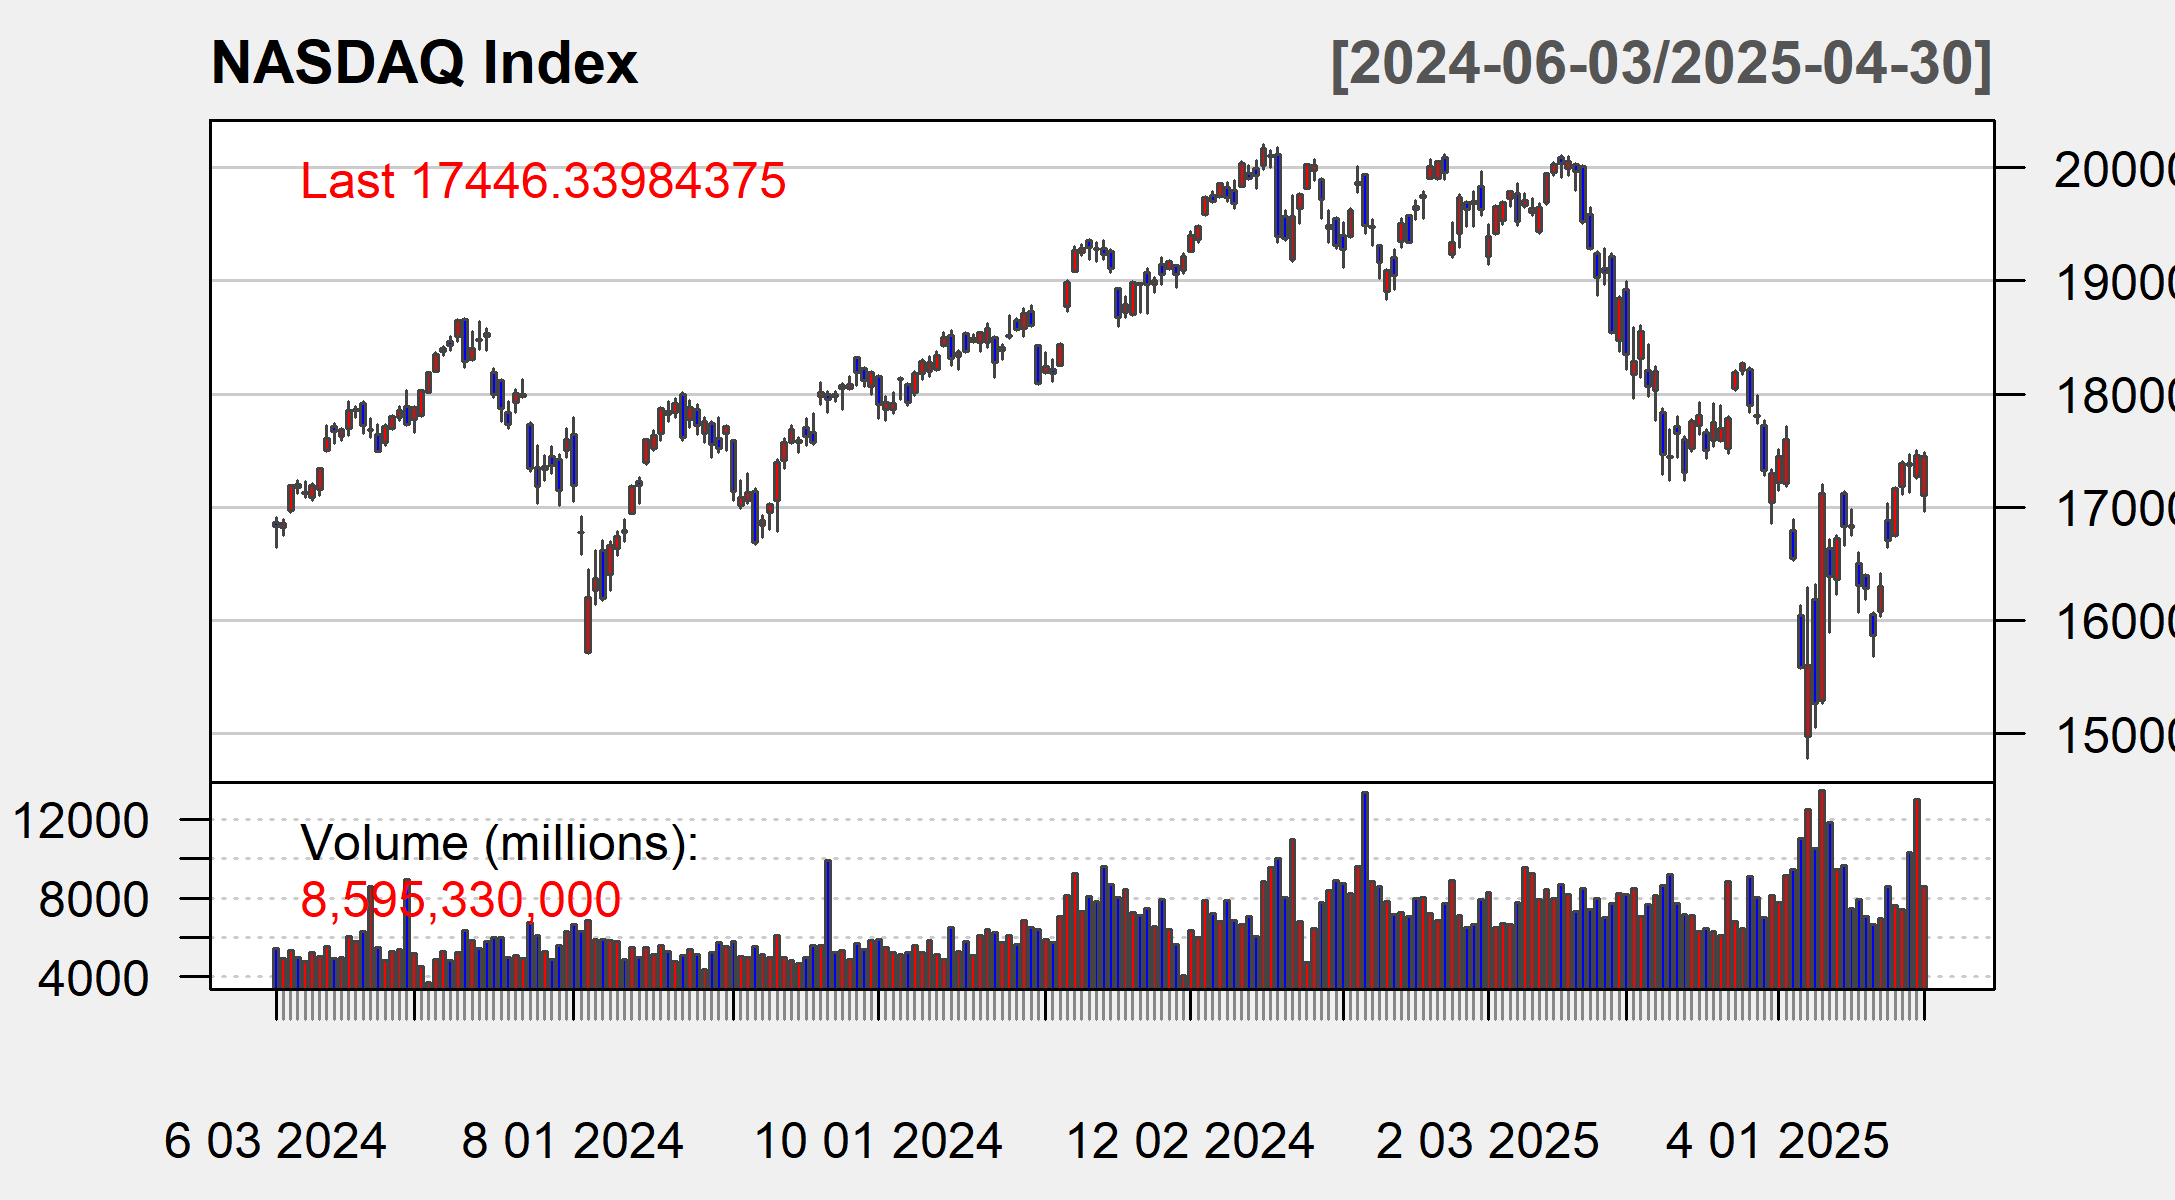 NASDAQ Index
[2024-06-03/2025-04-30]
Last 17446.33984375
20000
19000
18000
17000
16000
15000
Volume (millions):
8,595,330,000
12000
8000
4000
6 03 2024
8 01 2024
10 01 2024
12 02 2024
2 03 2025
4 01 2025